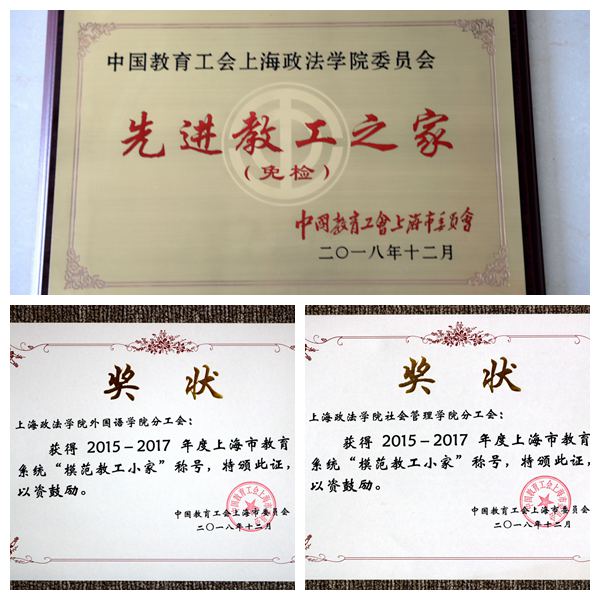 中国教育工会上海政法学院委员会
先进教工之家
(免检)
中国教育工会上海市委员会
二〇一八年十二月
奖 状
上海政法学院外国语学院分工会：
获得 2015－2017 年度上海市教育
系统“模范教工小家”称号，特颁此证，
以资鼓励。
中国教育工会上海市委员会
二〇一八年十二月
奖 状
上海政法学院社会管理学院分工会：
获得 2015－2017 年度上海市教育
系统“模范教工小家”称号，特颁此证，
以资鼓励。
中国教育工会上海市委员会
二〇一八年十二月